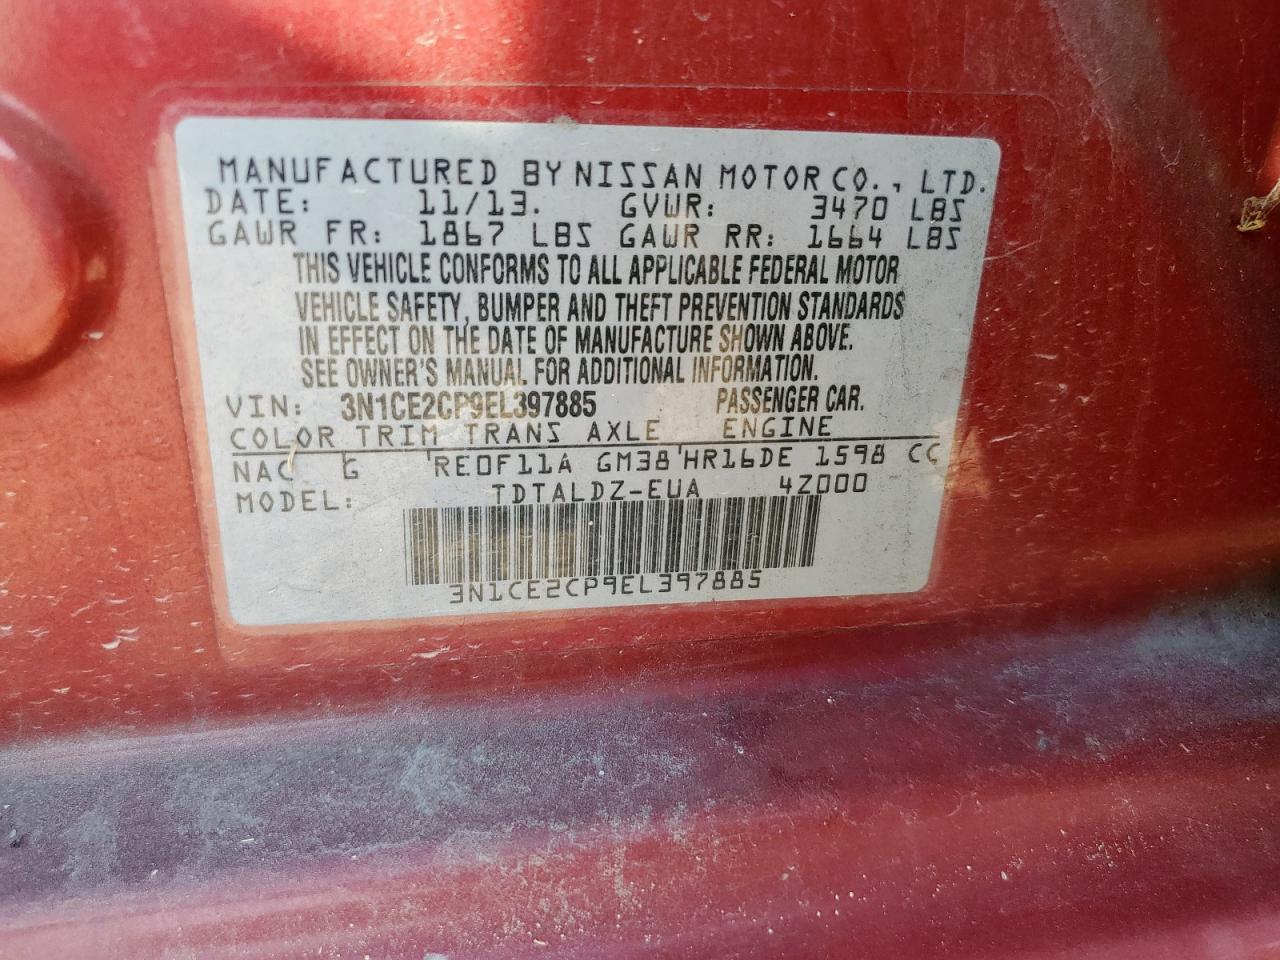 MANUFACTURED BY NISSAN MOTOR CO., LTD.
DATE: 11/13. GVWR: 3470 LBS
GAWR FR: 1867 LBS GAWR RR: 1664 LBS
THIS VEHICLE CONFORMS TO ALL APPLICABLE FEDERAL MOTOR
VEHICLE SAFETY, BUMPER AND THEFT PREVENTION STANDARDS
IN EFFECT ON THE DATE OF MANUFACTURE SHOWN ABOVE.
SEE OWNER'S MANUAL FOR ADDITIONAL INFORMATION.
VIN: 3N1CE2CP9EL397885 PASSENGER CAR.
COLOR TRIM TRANS AXLE ENGINE
NAC G RE0F11A GM38 HR16DE 1598 CC
MODEL: TDTALDZ-EUA 4Z000
3N1CE2CP9EL397885